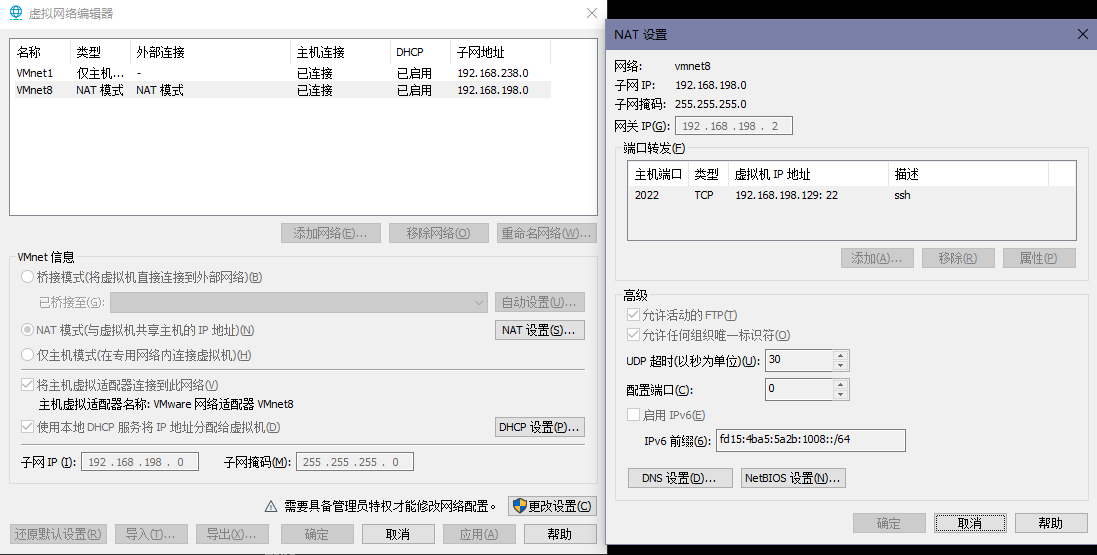 虚拟网络编辑器
名称 类型 外部连接 主机连接 DHCP 子网地址
VMnet1 仅主机... - 已连接 已启用 192.168.238.0
VMnet8 NAT 模式 NAT 模式 已连接 已启用 192.168.198.0
添加网络(E)... 移除网络(O) 重命名网络(W)...
VMnet 信息
桥接模式(将虚拟机直接连接到外部网络)(B)
已桥接至(G): 自动设置(U)...
NAT 模式(与虚拟机共享主机的 IP 地址)(N) NAT 设置(S)...
仅主机模式(在专用网络内连接虚拟机)(H)
将主机虚拟适配器连接到此网络(V)
主机虚拟适配器名称: VMware 网络适配器 VMnet8
使用本地 DHCP 服务将 IP 地址分配给虚拟机(D) DHCP 设置(P)...
子网 IP (I): 192 . 168 . 198 . 0 子网掩码(M): 255 . 255 . 255 . 0
需要具备管理员特权才能修改网络配置。 更改设置(C)
还原默认设置(R) 导入(T)... 导出(X)... 确定 取消 应用(A) 帮助
NAT 设置
网络: vmnet8
子网 IP: 192.168.198.0
子网掩码: 255.255.255.0
网关 IP(G): 192 . 168 . 198 . 2
端口转发(F)
主机端口 类型 虚拟机 IP 地址 描述
2022 TCP 192.168.198.129: 22 ssh
添加(A)... 移除(R) 属性(P)
高级
允许活动的 FTP(T)
允许任何组织唯一标识符(O)
UDP 超时(以秒为单位)(U): 30
配置端口(C): 0
启用 IPv6(E)
IPv6 前缀(6): fd15:4ba5:5a2b:1008::/64
DNS 设置(D)... NetBIOS 设置(N)...
确定 取消 帮助